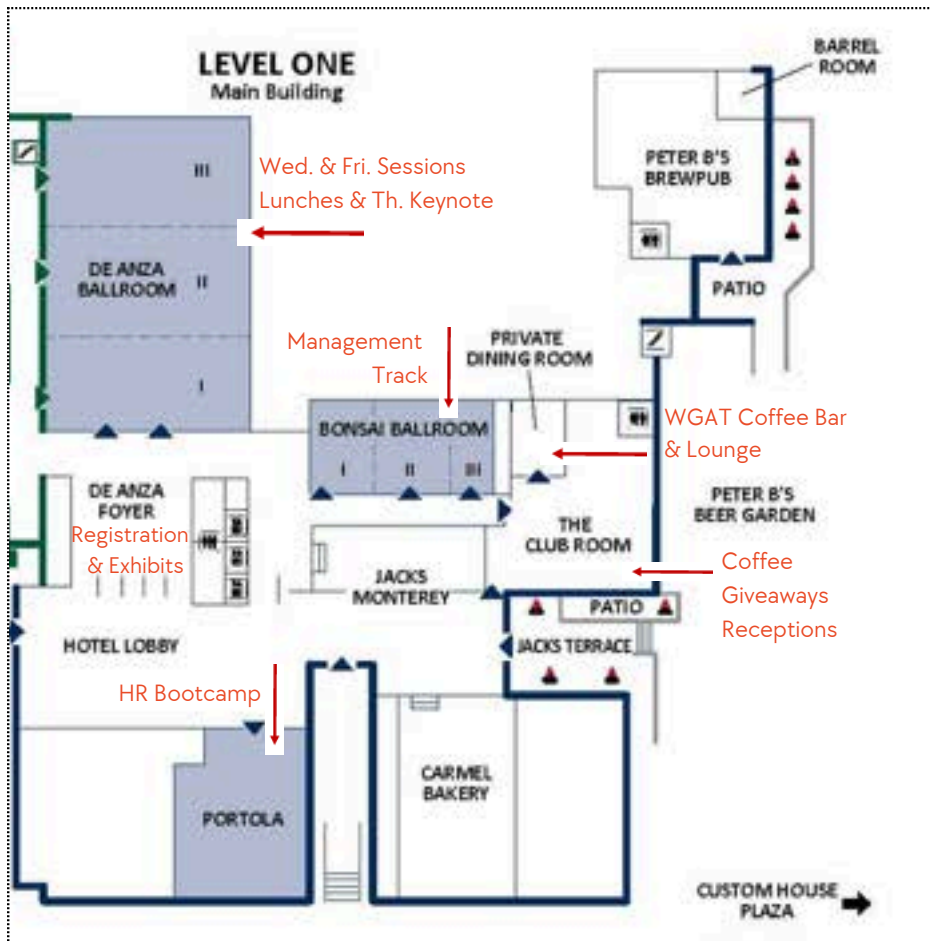 LEVEL ONE
Main Building
BARREL
ROOM
PETER B'S
BREWPUB
III
Wed. & Fri. Sessions
Lunches & Th. Keynote
DE ANZA
BALLROOM
II
PATIO
I
Management
Track
PRIVATE
DINING ROOM
BONSAI BALLROOM
I
II
III
WGAT Coffee Bar
& Lounge
DE ANZA
FOYER
Registration
& Exhibits
PETER B'S
BEER GARDEN
THE
CLUB ROOM
JACKS
MONTEREY
Coffee
Giveaways
Receptions
PATIO
HOTEL LOBBY
JACKS TERRACE
HR Bootcamp
PORTOLA
CARMEL
BAKERY
CUSTOM HOUSE
PLAZA